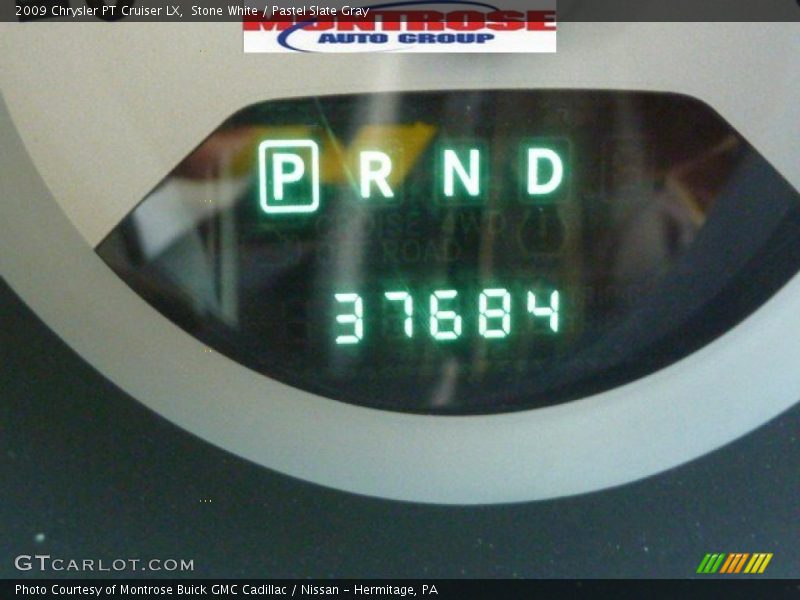 2009 Chrysler PT Cruiser LX, Stone White / Pastel Slate Gray
MONTROSE
AUTO GROUP
P R N D
ROAD
37684
GTCARLOT.COM
Photo Courtesy of Montrose Buick GMC Cadillac / Nissan - Hermitage, PA